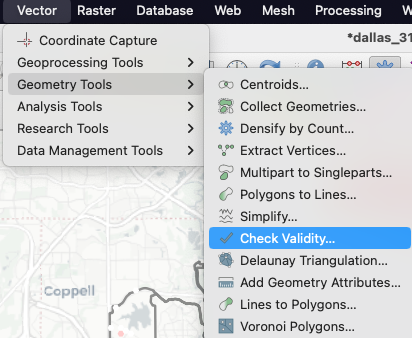 Vector Raster Database Web Mesh Processing
*dallas_31
Coordinate Capture
Geoprocessing Tools
Geometry Tools
Analysis Tools
Research Tools
Data Management Tools
Centroids...
Collect Geometries...
Densify by Count...
Extract Vertices...
Multipart to Singleparts...
Polygons to Lines...
Simplify...
Check Validity...
Delaunay Triangulation...
Add Geometry Attributes...
Lines to Polygons...
Voronoi Polygons...
Coppell